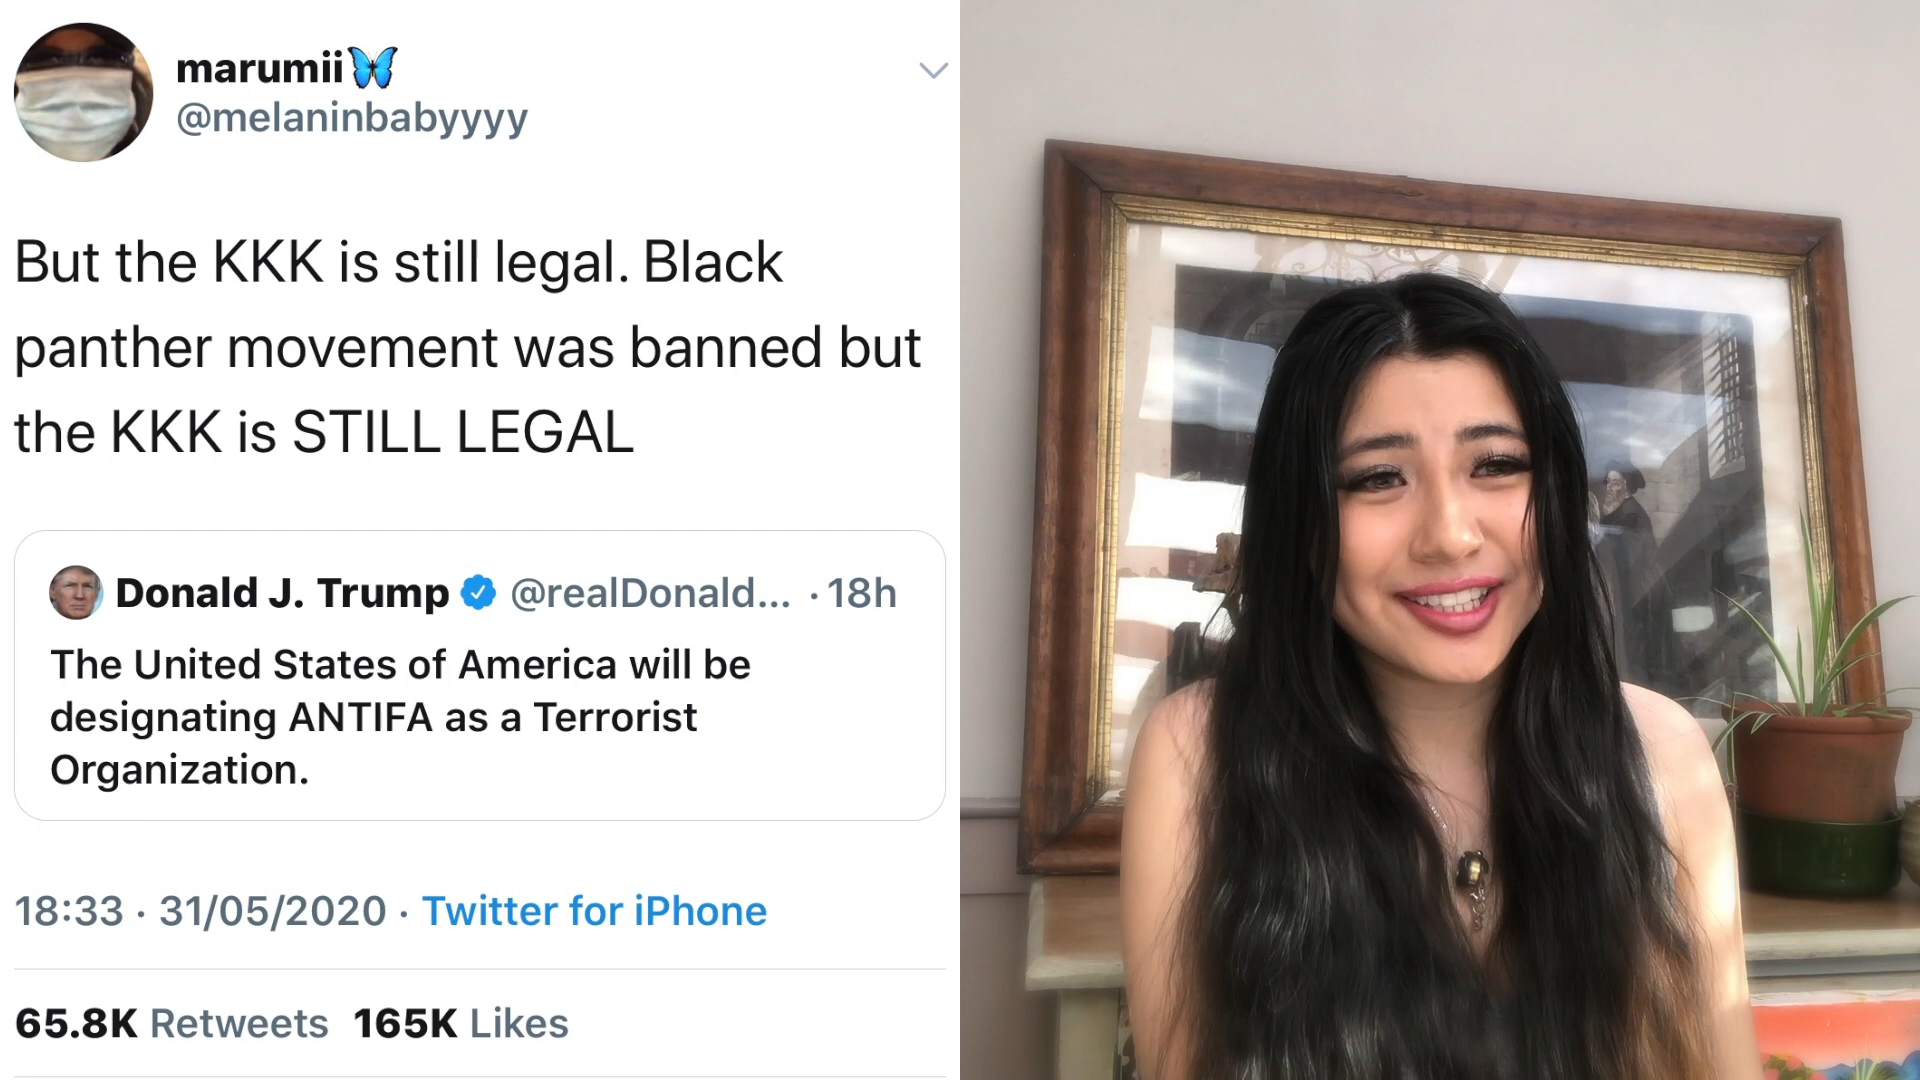 marumii🦋
@melaninbabyyyy
But the KKK is still legal. Black
panther movement was banned but
the KKK is STILL LEGAL
Donald J. Trump @realDonald... · 18h
The United States of America will be
designating ANTIFA as a Terrorist
Organization.
18:33 · 31/05/2020 · Twitter for iPhone
65.8K Retweets 165K Likes